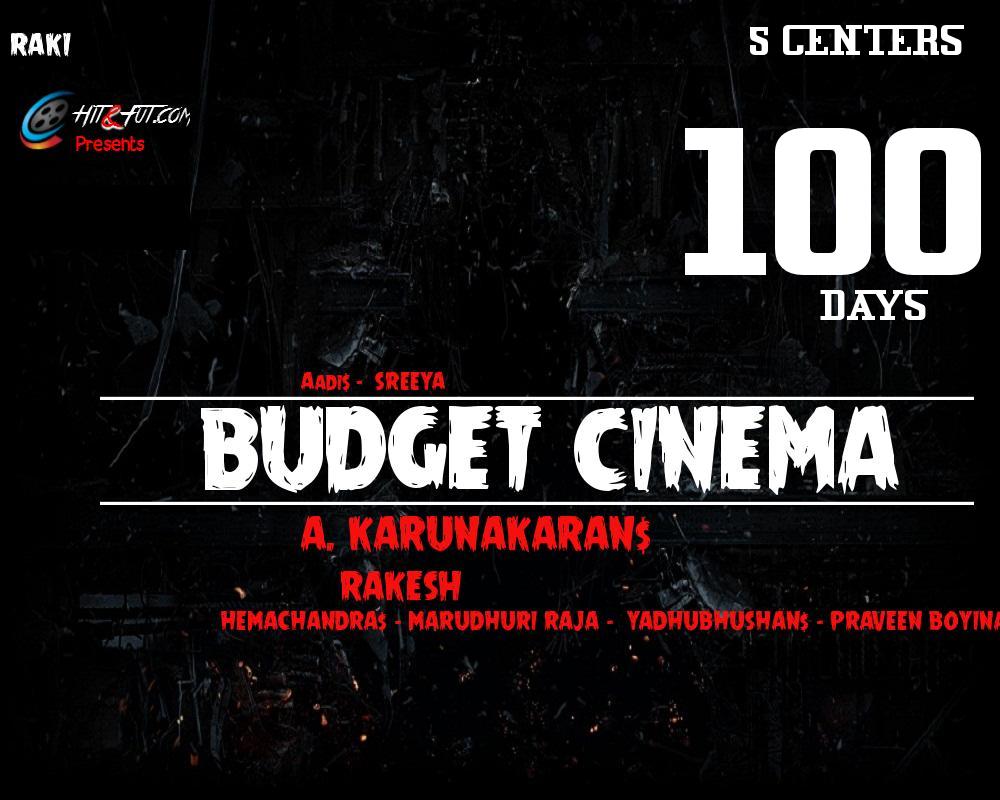 RAKI
5 CENTERS
HIT&FUT.COM
Presents
100
DAYS
AADI$ - SREEYA
BUDGET CINEMA
A. KARUNAKARAN$
RAKESH
HEMACHANDRA$ - MARUDHURI RAJA - YADHUBHUSHAN$ - PRAVEEN BOYINA